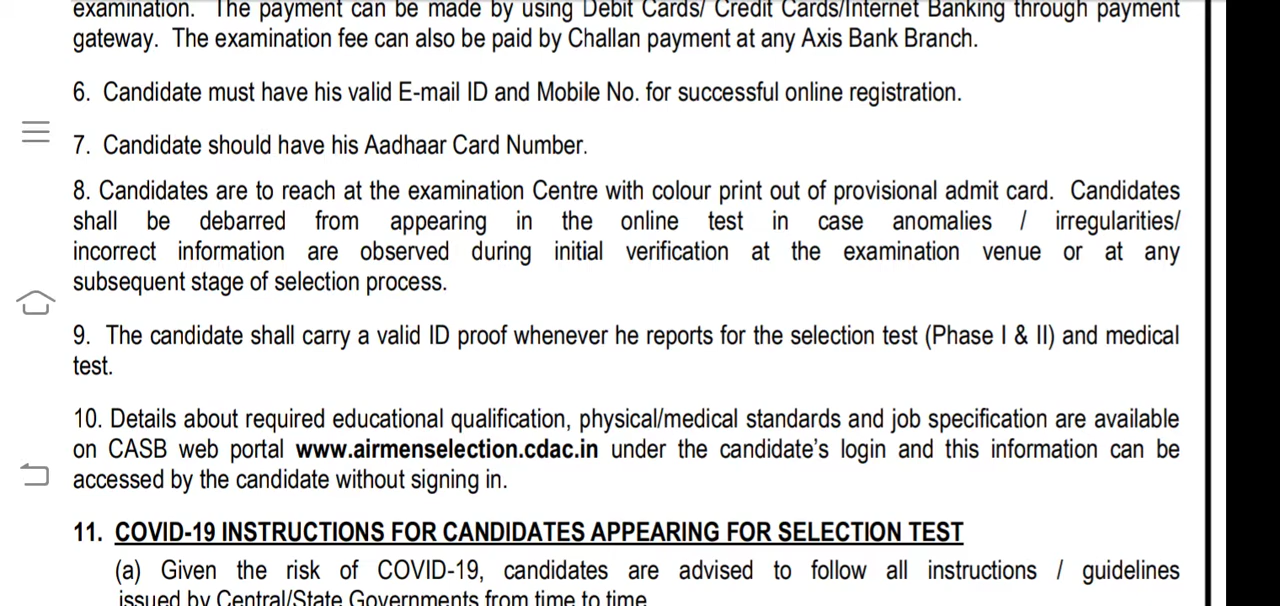 examination. The payment can be made by using Debit Cards/ Credit Cards/Internet Banking through payment
gateway. The examination fee can also be paid by Challan payment at any Axis Bank Branch.
6. Candidate must have his valid E-mail ID and Mobile No. for successful online registration.
7. Candidate should have his Aadhaar Card Number.
8. Candidates are to reach at the examination Centre with colour print out of provisional admit card. Candidates
shall be debarred from appearing in the online test in case anomalies / irregularities/
incorrect information are observed during initial verification at the examination venue or at any
subsequent stage of selection process.
9. The candidate shall carry a valid ID proof whenever he reports for the selection test (Phase I & II) and medical
test.
10. Details about required educational qualification, physical/medical standards and job specification are available
on CASB web portal www.airmenselection.cdac.in under the candidate's login and this information can be
accessed by the candidate without signing in.
11. COVID-19 INSTRUCTIONS FOR CANDIDATES APPEARING FOR SELECTION TEST
(a) Given the risk of COVID-19, candidates are advised to follow all instructions / guidelines
issued by Central/State Governments from time to time